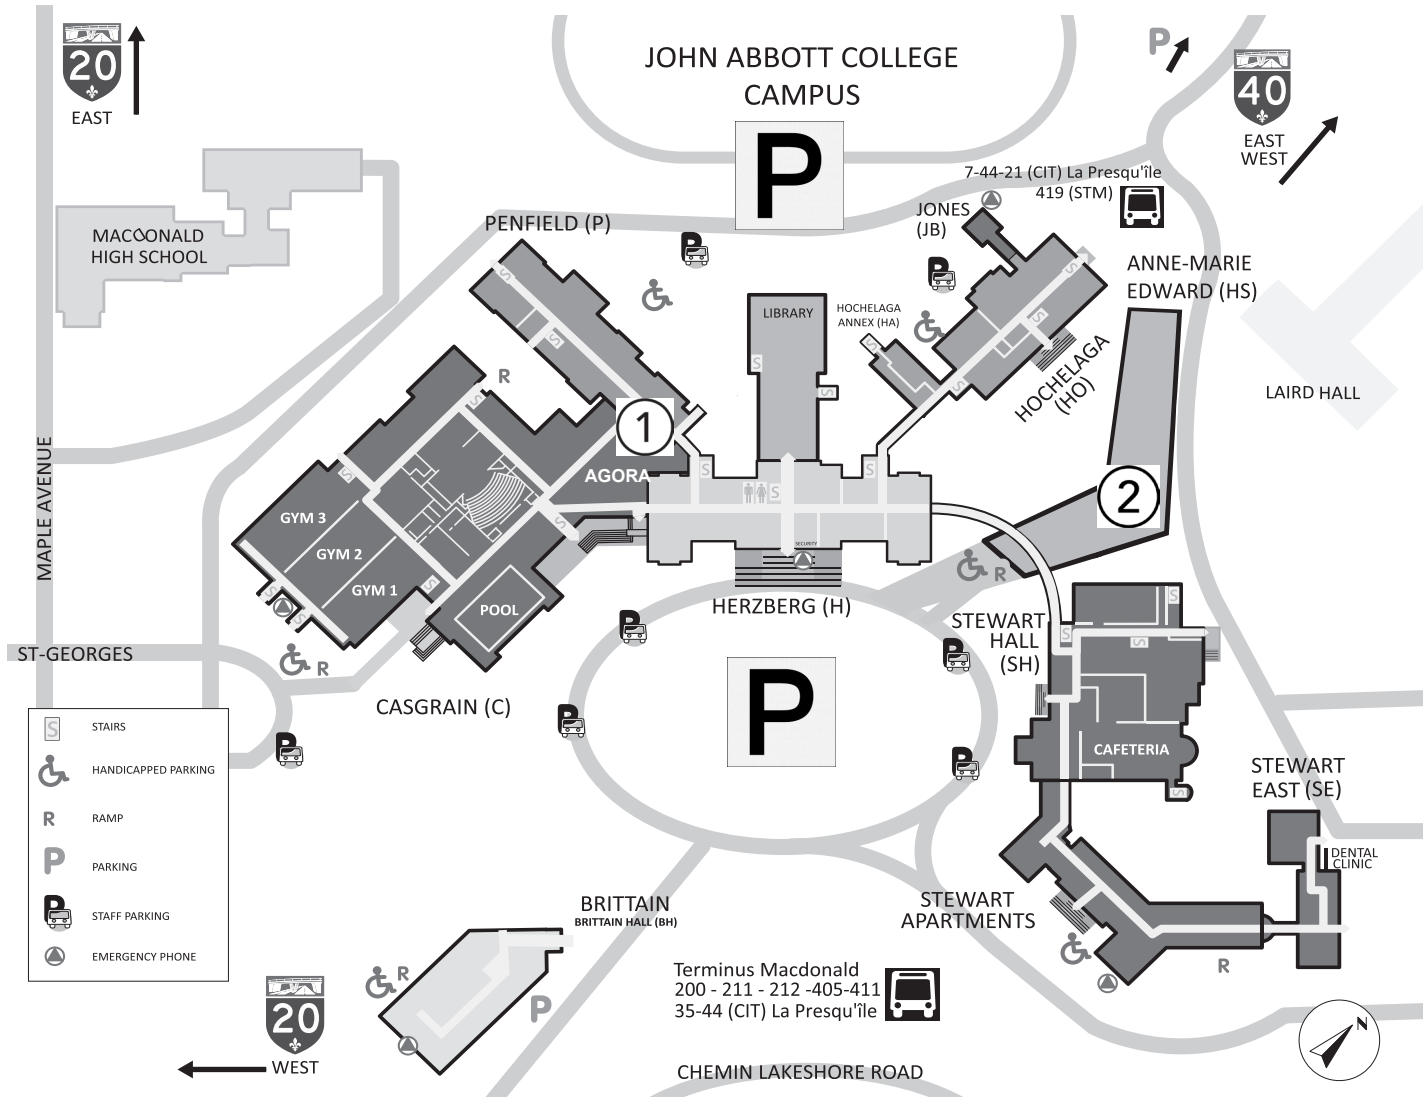 JOHN ABBOTT COLLEGE
CAMPUS
20
EAST
P
40
EAST
WEST
P
7-44-21 (CIT) La Presqu'île
419 (STM)
MACDONALD
HIGH SCHOOL
PENFIELD (P)
P
JONES
(JB)
P
ANNE-MARIE
EDWARD (HS)
LIBRARY
HOCHELAGA
ANNEX (HA)
HOCHELAGA
(HO)
LAIRD HALL
S
S
S
S
S
S
S
S
R
S
S
1
AGORA
S
S
S
S
2
MAPLE AVENUE
GYM 3
GYM 2
GYM 1
POOL
S
S
S
S
SECURITY
R
HERZBERG (H)
STEWART
HALL
(SH)
S
S
S
P
P
ST-GEORGES
R
CASGRAIN (C)
P
P
P
P
CAFETERIA
S
S
STAIRS
HANDICAPPED PARKING
R
RAMP
P
PARKING
P
STAFF PARKING
EMERGENCY PHONE
STEWART
EAST (SE)
DENTAL
CLINIC
STEWART
APARTMENTS
R
BRITTAIN
BRITTAIN HALL (BH)
R
P
20
WEST
Terminus Macdonald
200 - 211 - 212 -405-411
35-44 (CIT) La Presqu'île
CHEMIN LAKESHORE ROAD
N